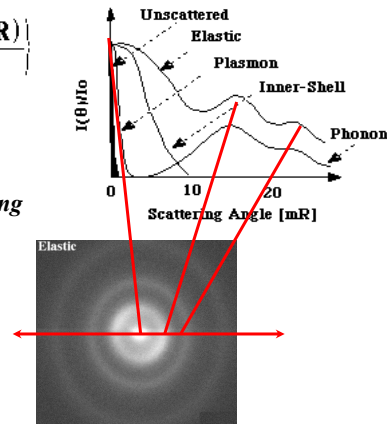 R)
Unscattered
Elastic
Plasmon
Inner-Shell
Phonon
I(θ)/Io
0 10 20
Scattering Angle [mR]
ng
Elastic